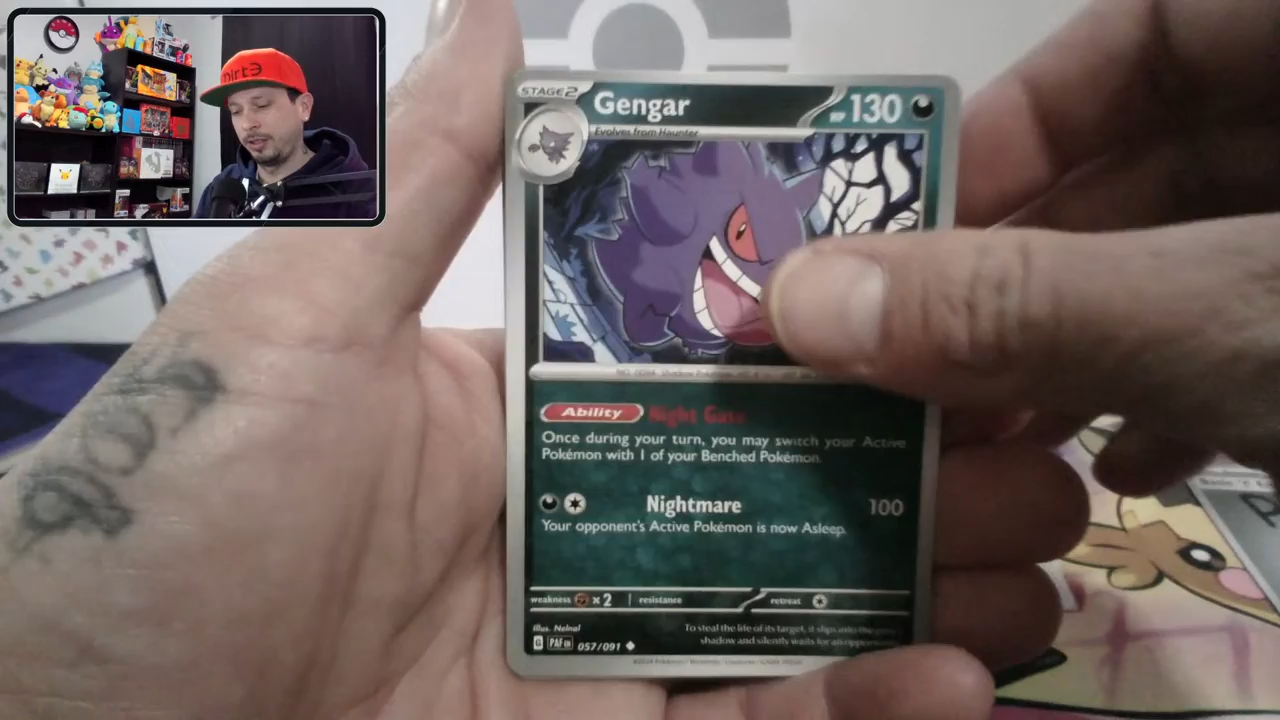 nirt3
STAGE2
Gengar
HP 130
Evolves from Haunter
Ability Night Gate
Once during your turn, you may switch your Active
Pokémon with 1 of your Benched Pokémon.
Nightmare 100
Your opponent's Active Pokémon is now Asleep.
weakness x2 resistance retreat
Illus. Nelnal
To steal the life of its target, it slips into the
shadow and silently waits for an
G PAF EN 057/091